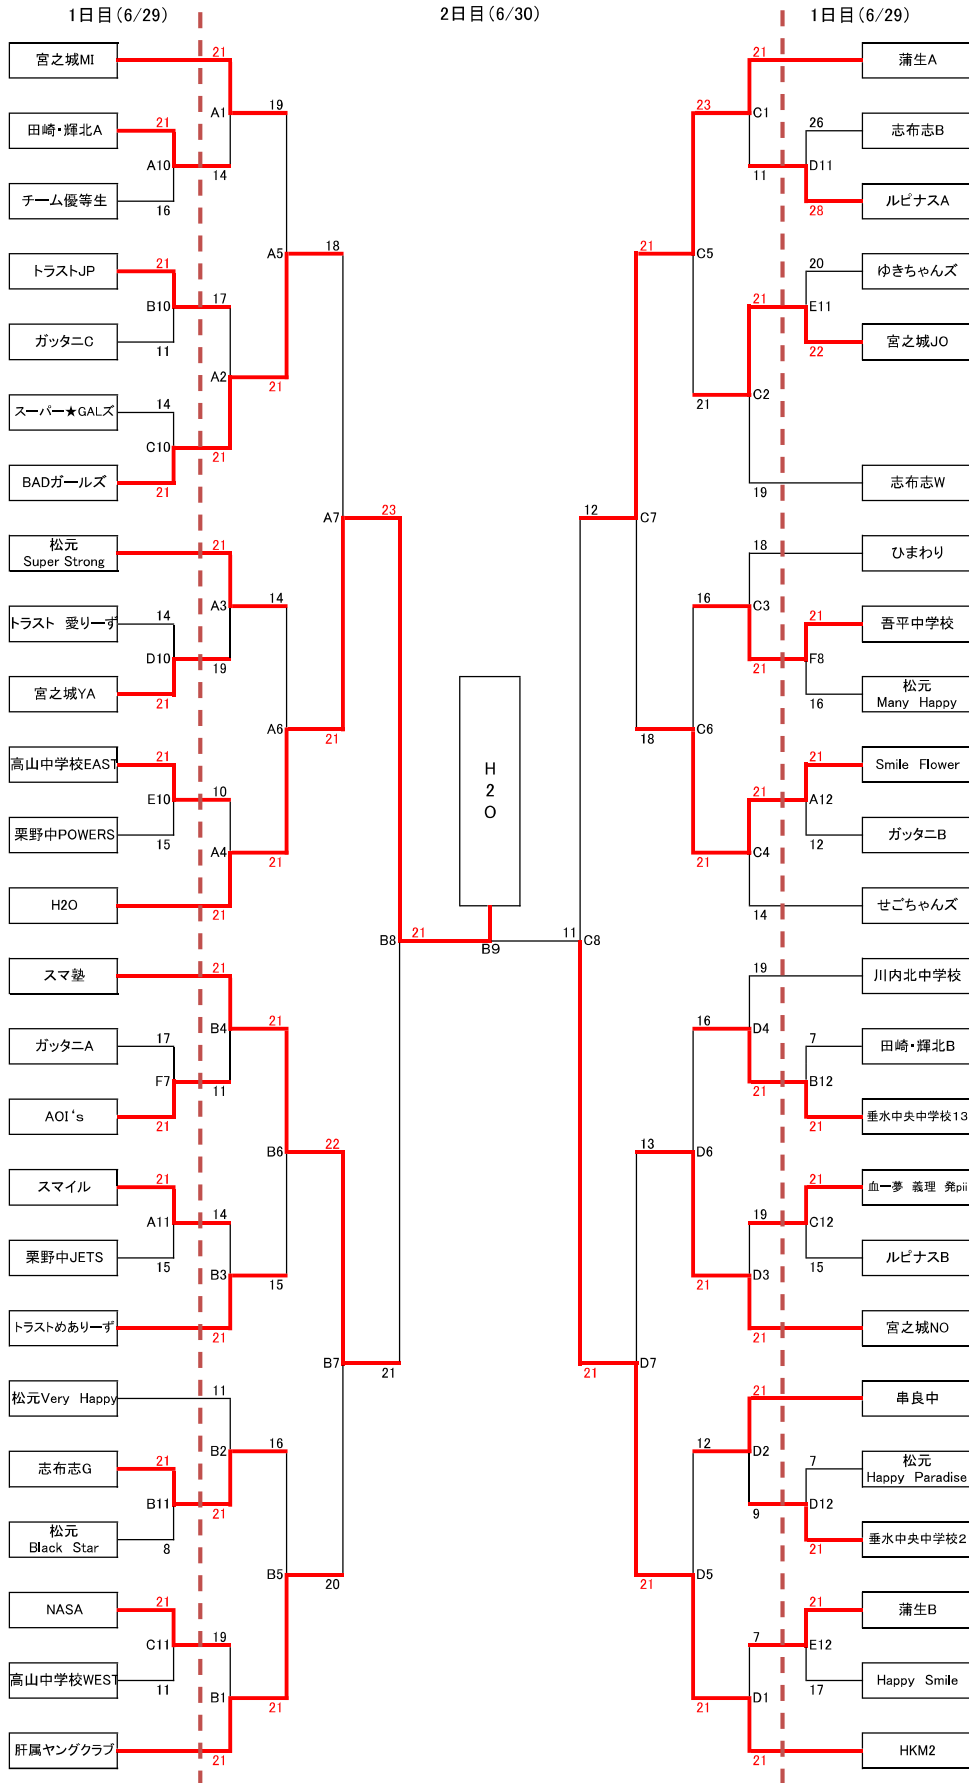 1日目(6/29)
2日目(6/30)
1日目(6/29)
宮之城MI
21
21
蒲生A
19
23
A1
C1
田崎・輝北A
21
26
志布志B
A10
14
11
D11
チーム優等生
16
28
ルピナスA
A5
18
21
C5
トラストJP
21
20
ゆきちゃんズ
B10
17
21
E11
ガッタニC
11
22
宮之城JO
A2
21
21
C2
スーパー★GALズ
14
C10
21
BADガールズ
21
19
志布志W
A7
23
12
C7
松元
Super Strong
21
18
ひまわり
A3
14
16
C3
トラスト 愛りーず
14
21
吾平中学校
D10
19
21
F8
宮之城YA
21
16
松元
Many Happy
A6
21
18
C6
高山中学校EAST
21
21
Smile Flower
E10
10
21
A12
栗野中POWERS
15
12
ガッタニB
A4
21
21
C4
H2O
21
14
せごちゃんズ
H
2
O
B8
21
B9
11
C8
スマ塾
21
19
川内北中学校
B4
21
16
D4
ガッタニA
17
7
田崎・輝北B
F7
11
21
B12
AOI‘s
21
21
垂水中央中学校13
B6
22
13
D6
スマイル
21
21
血一夢 義理 発pii
A11
14
19
C12
栗野中JETS
15
15
ルピナスB
B3
15
21
D3
トラストめありーず
21
21
宮之城NO
B7
21
21
D7
松元Very Happy
11
21
串良中
B2
16
12
D2
志布志G
21
7
松元
Happy Paradise
B11
21
9
D12
松元
Black Star
8
21
垂水中央中学校2
B5
20
21
D5
NASA
21
21
蒲生B
C11
19
7
E12
高山中学校WEST
11
17
Happy Smile
B1
21
21
D1
肝属ヤングクラブ
21
21
HKM2